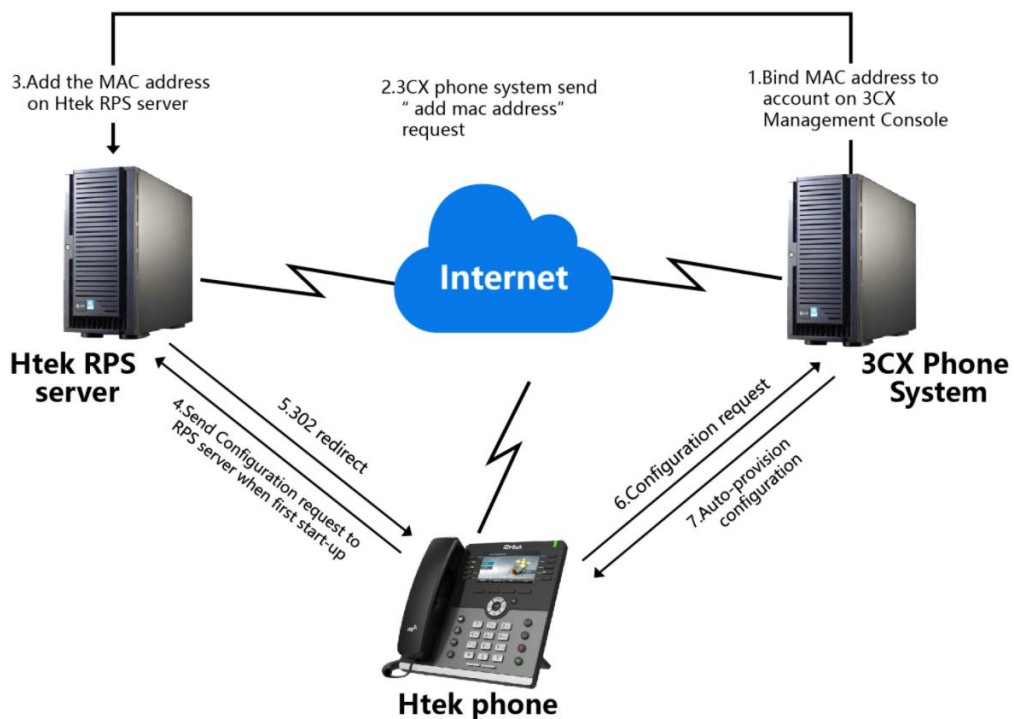 3.Add the MAC address
on Htek RPS server
2.3CX phone system send
“ add mac address”
request
1.Bind MAC address to
account on 3CX
Management Console
Internet
Htek RPS
server
3CX Phone
System
5.302 redirect
4.Send Configuration request to
RPS server when first start-up
6.Configuration request
7.Auto-provision
configuration
Htek phone